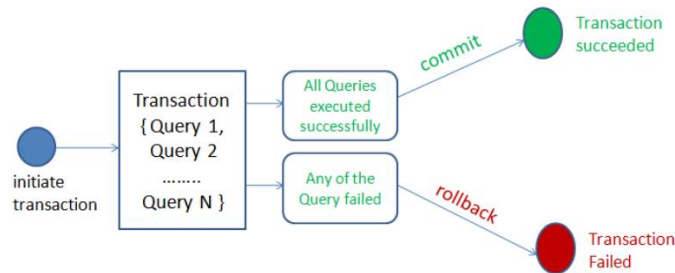 initiate
transaction
Transaction
{ Query 1,
Query 2
........
Query N }
All Queries
executed
successfully
commit
Transaction
succeeded
Any of the
Query failed
rollback
Transaction
Failed